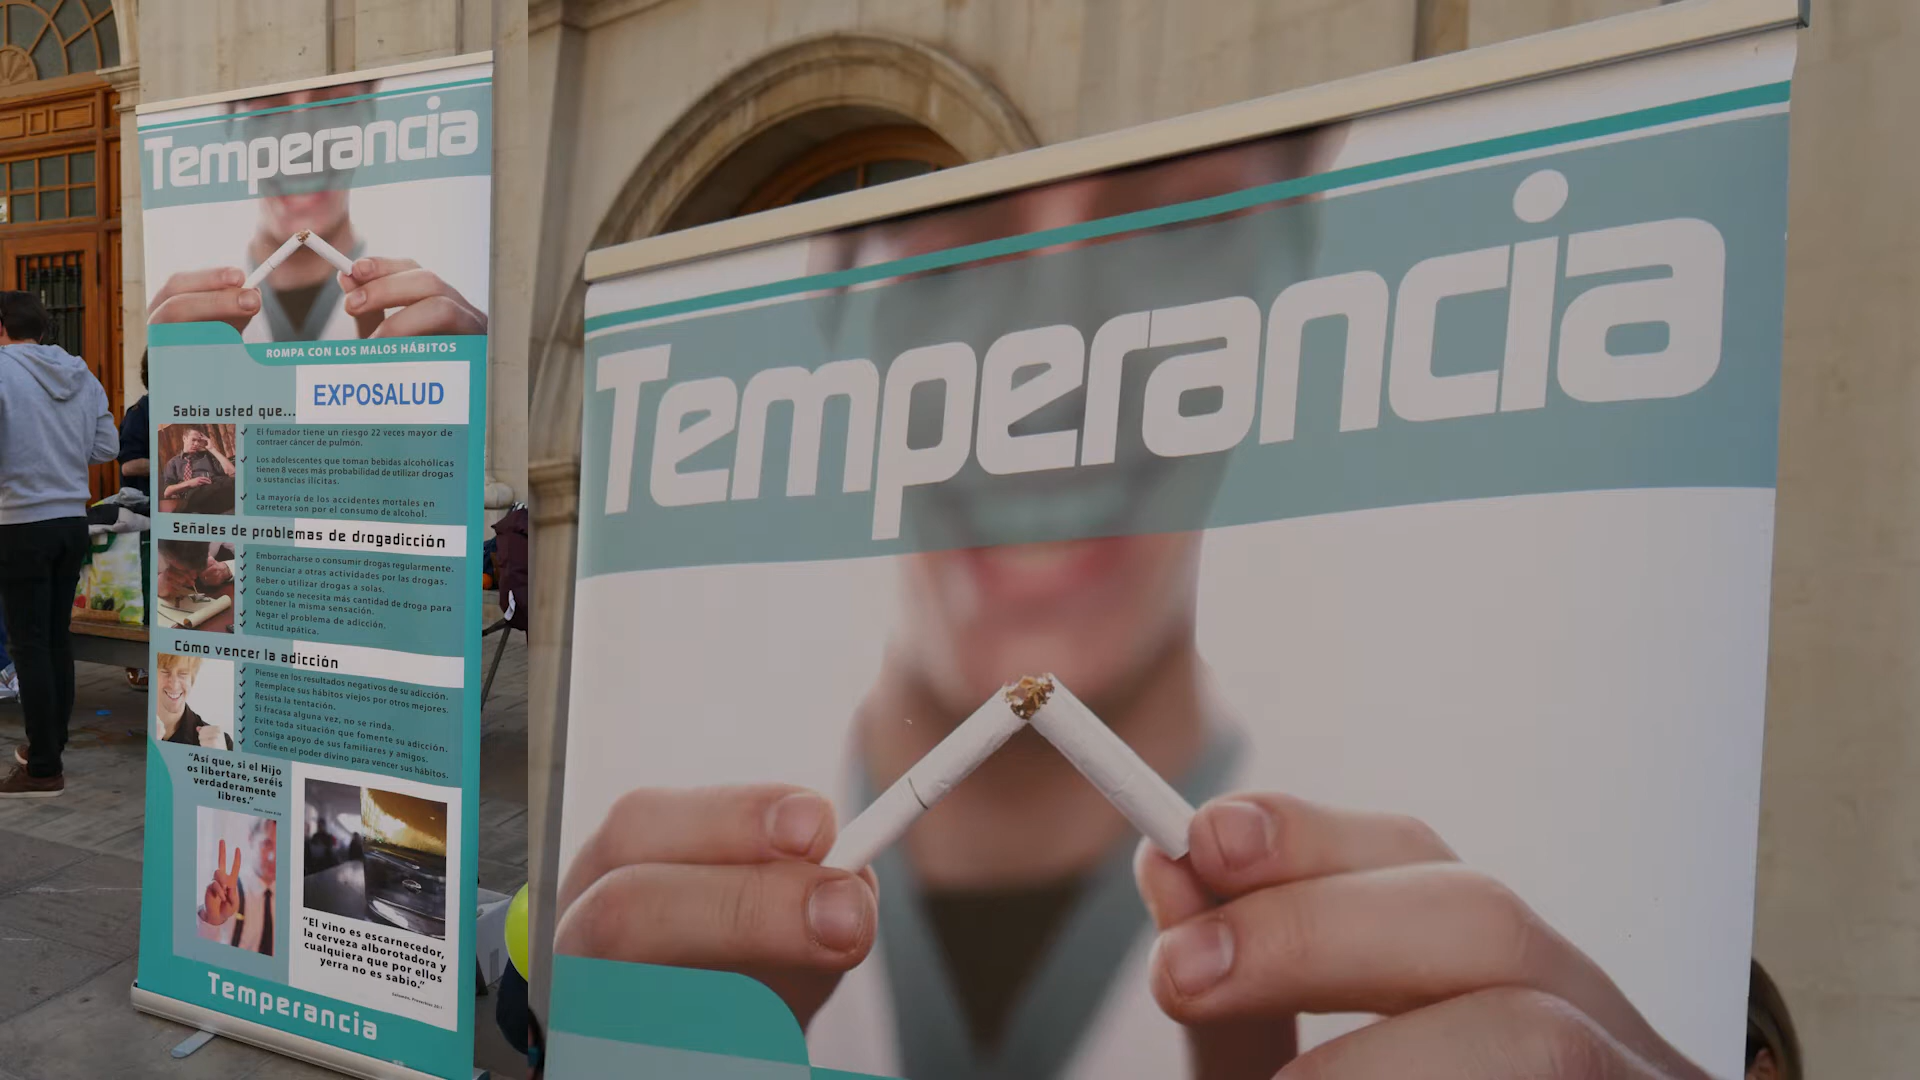 Temperancia
ROMPA CON LOS MALOS HÁBITOS
EXPOSALUD
Sabía usted que...
El fumador tiene un riesgo 22 veces mayor de
contraer cáncer de pulmón.
Los adolescentes que toman bebidas alcohólicas
tienen 8 veces más probabilidad de utilizar drogas
o sustancias ilícitas.
La mayoría de los accidentes mortales en
carretera son por el consumo de alcohol.
Señales de problemas de drogadicción
Emborracharse o consumir drogas regularmente.
Renunciar a otras actividades por las drogas.
Beber o utilizar drogas a solas.
Cuando se necesita más cantidad de droga para
obtener la misma sensación.
Negar el problema de adicción.
Actitud apática.
Cómo vencer la adicción
Piense en los resultados negativos de su adicción.
Reemplace sus hábitos viejos por otros mejores.
Resista la tentación.
Si fracasa alguna vez, no se rinda.
Evite toda situación que fomente su adicción.
Consiga apoyo de sus familiares y amigos.
Confíe en el poder divino para vencer sus hábitos.
"Así que, si el Hijo
os libertare, seréis
verdaderamente
libres."
"El vino es escarnecedor,
la cerveza alborotadora y
cualquiera que por ellos
yerra no es sabio."
Temperancia
Temperancia